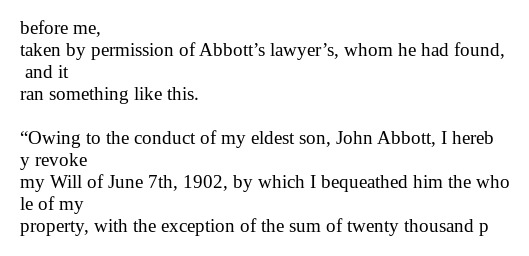 before me,
taken by permission of Abbott’s lawyer’s, whom he had found,
and it
ran something like this.

“Owing to the conduct of my eldest son, John Abbott, I hereb
y revoke
my Will of June 7th, 1902, by which I bequeathed him the who
le of my
property, with the exception of the sum of twenty thousand p